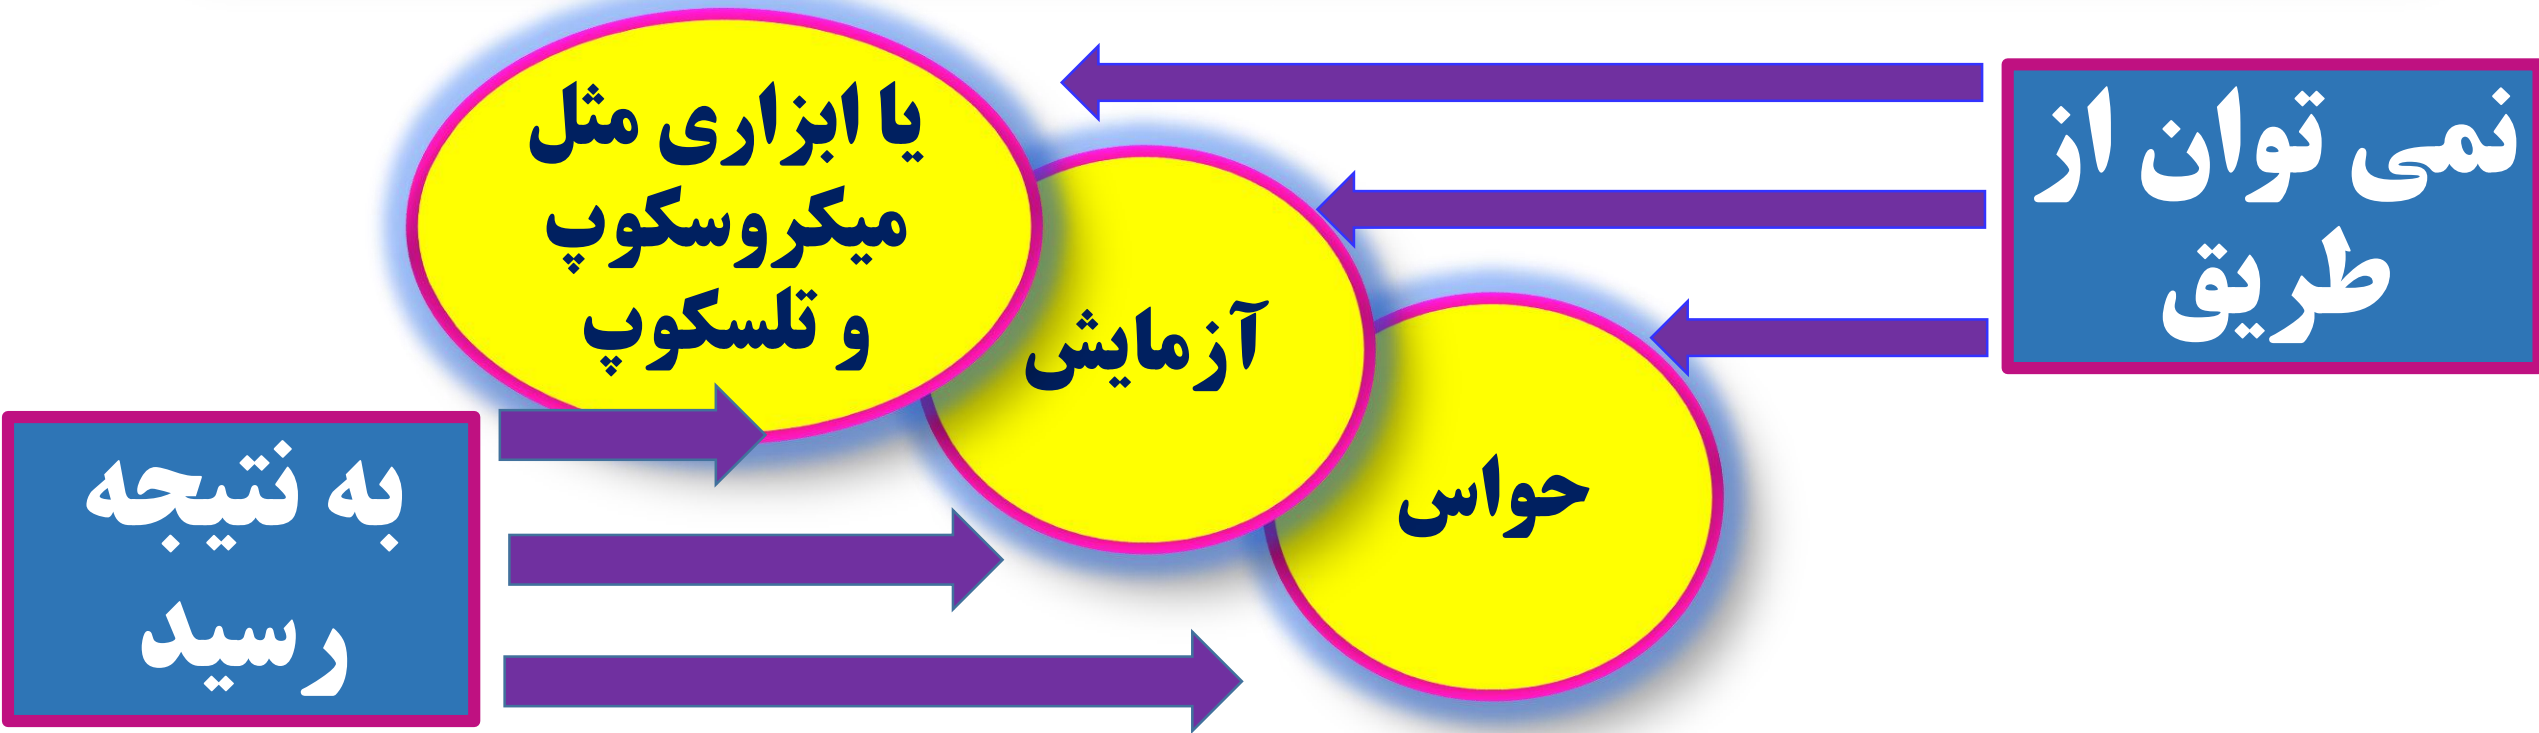 نمی توان از
طریق
حواس
آزمایش
یا ابزاری مثل
میکروسکوپ
و تلسکوپ
به نتیجه
رسید